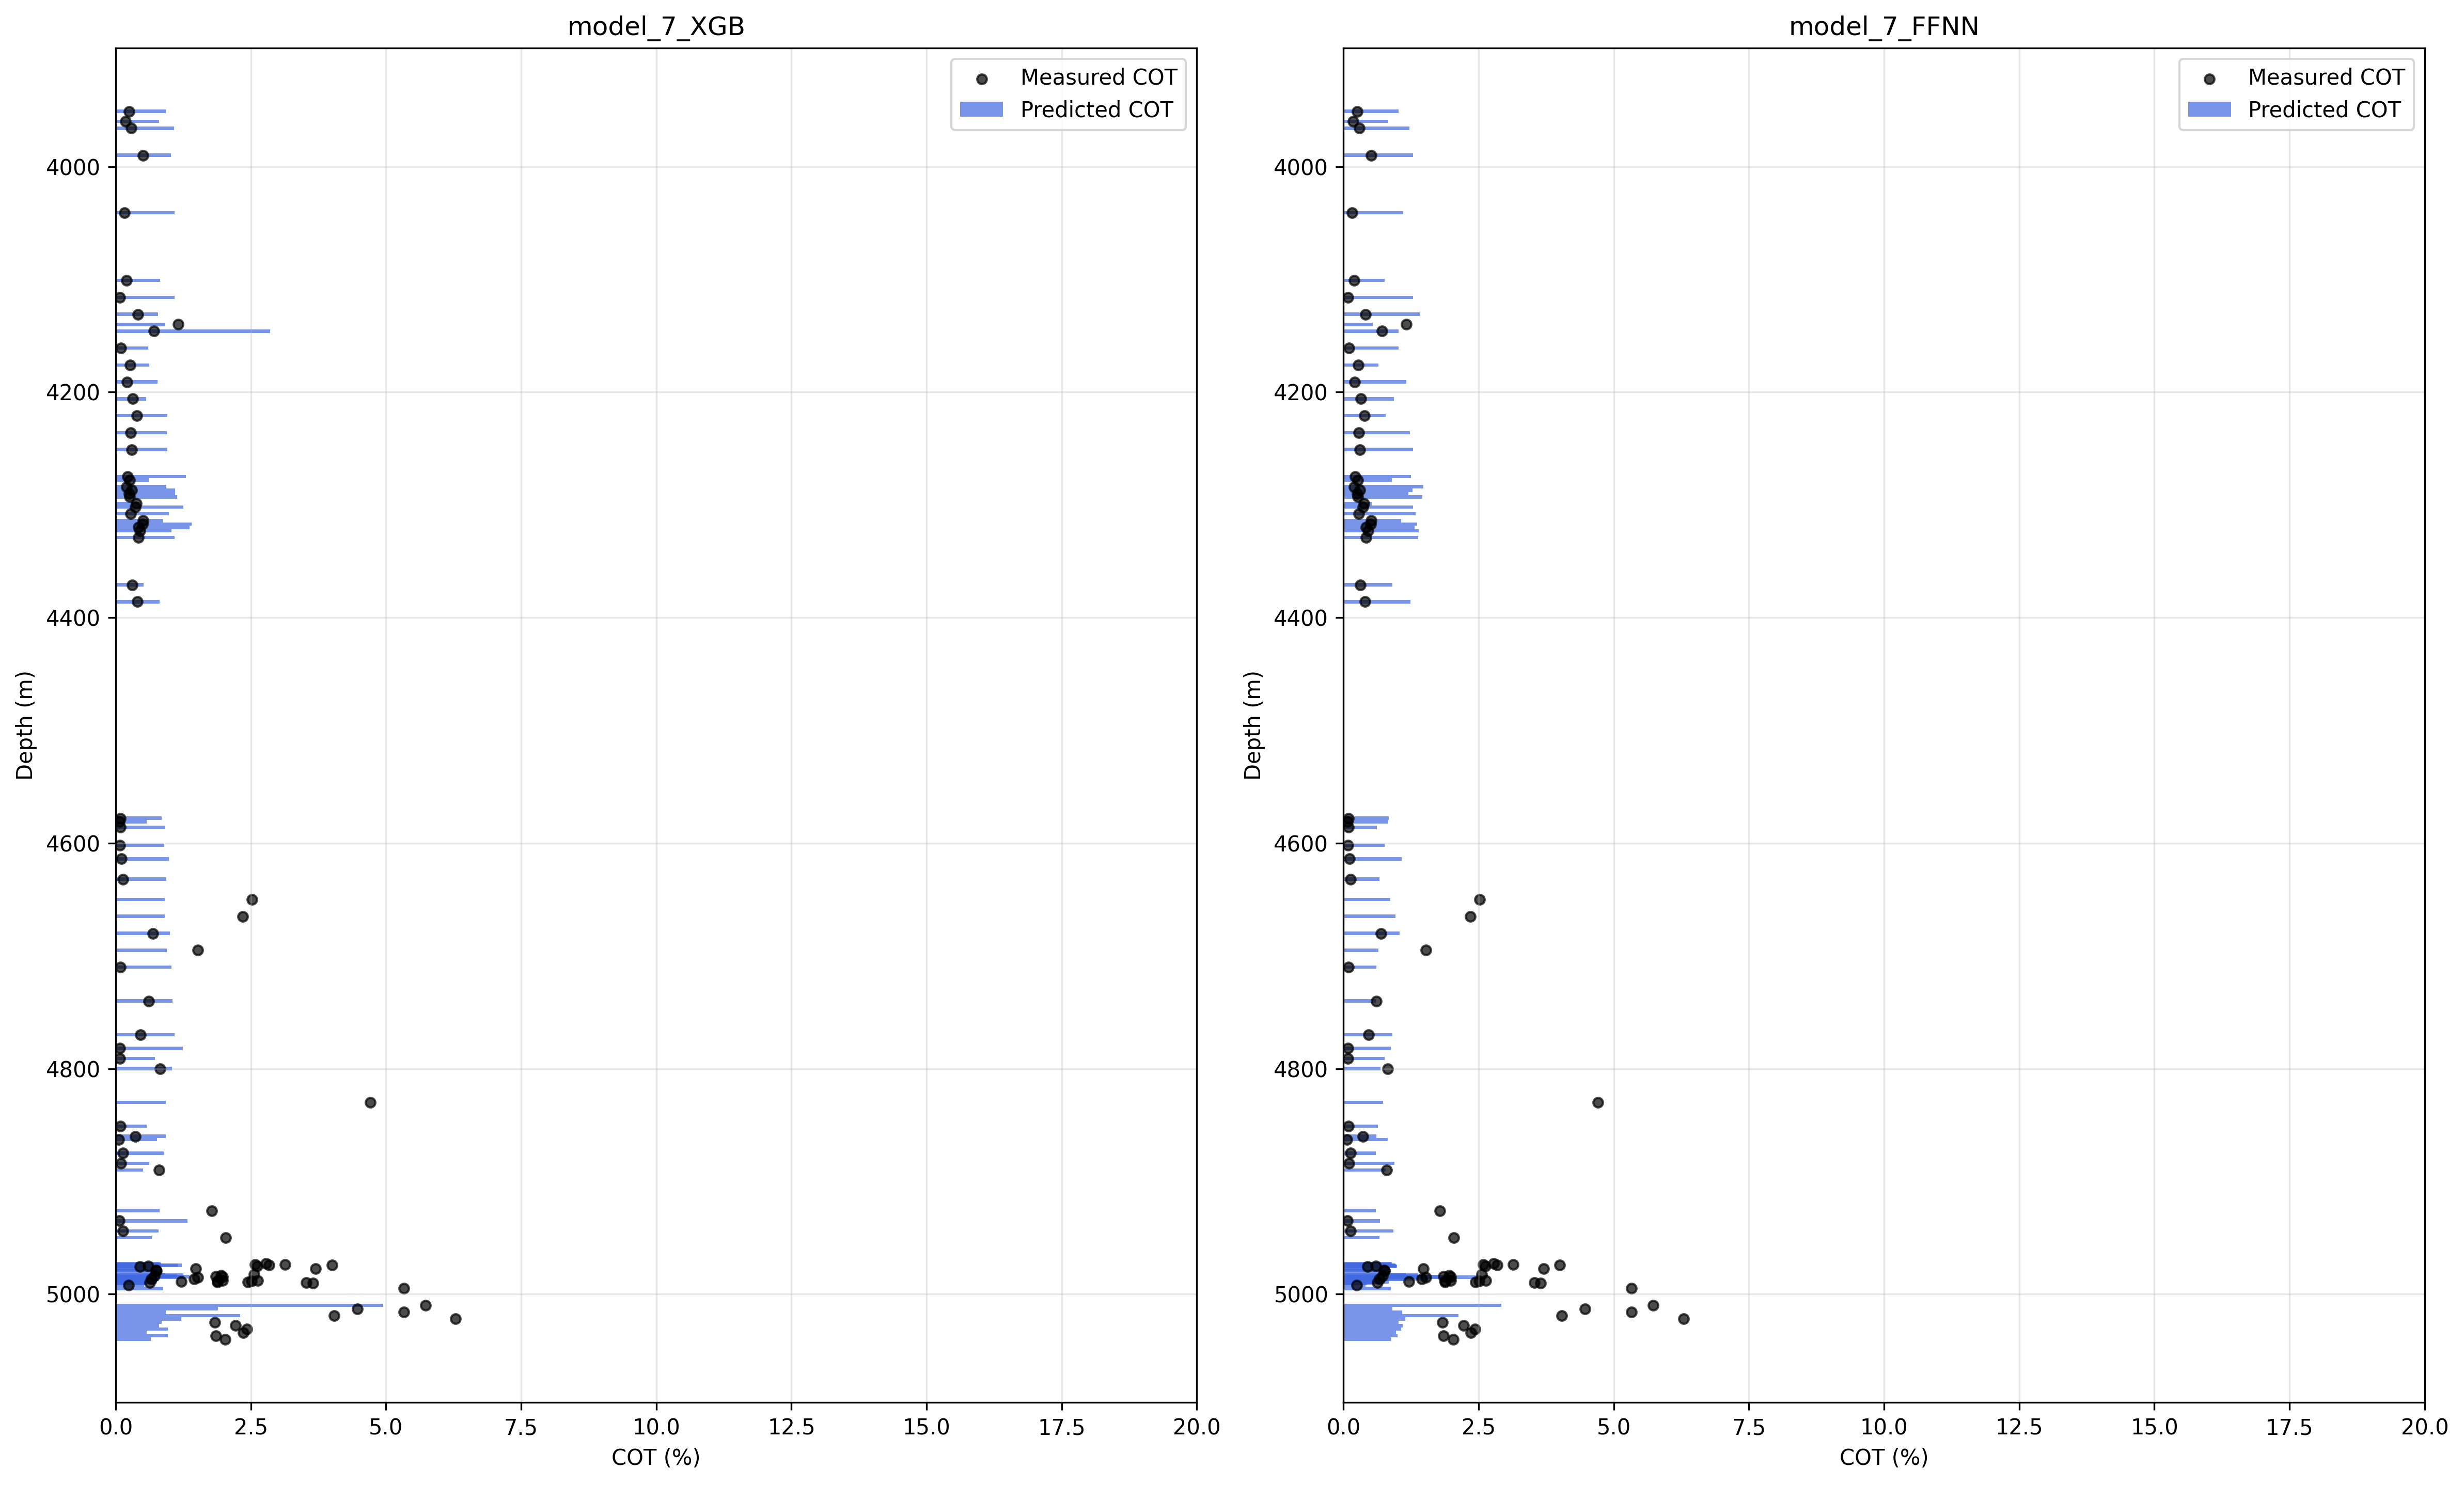 model_7_XGB
Measured COT
Predicted COT
4000
4200
4400
4600
4800
5000
Depth (m)
0.0 2.5 5.0 7.5 10.0 12.5 15.0 17.5 20.0
COT (%)
model_7_FFNN
Measured COT
Predicted COT
4000
4200
4400
4600
4800
5000
Depth (m)
0.0 2.5 5.0 7.5 10.0 12.5 15.0 17.5 20.0
COT (%)